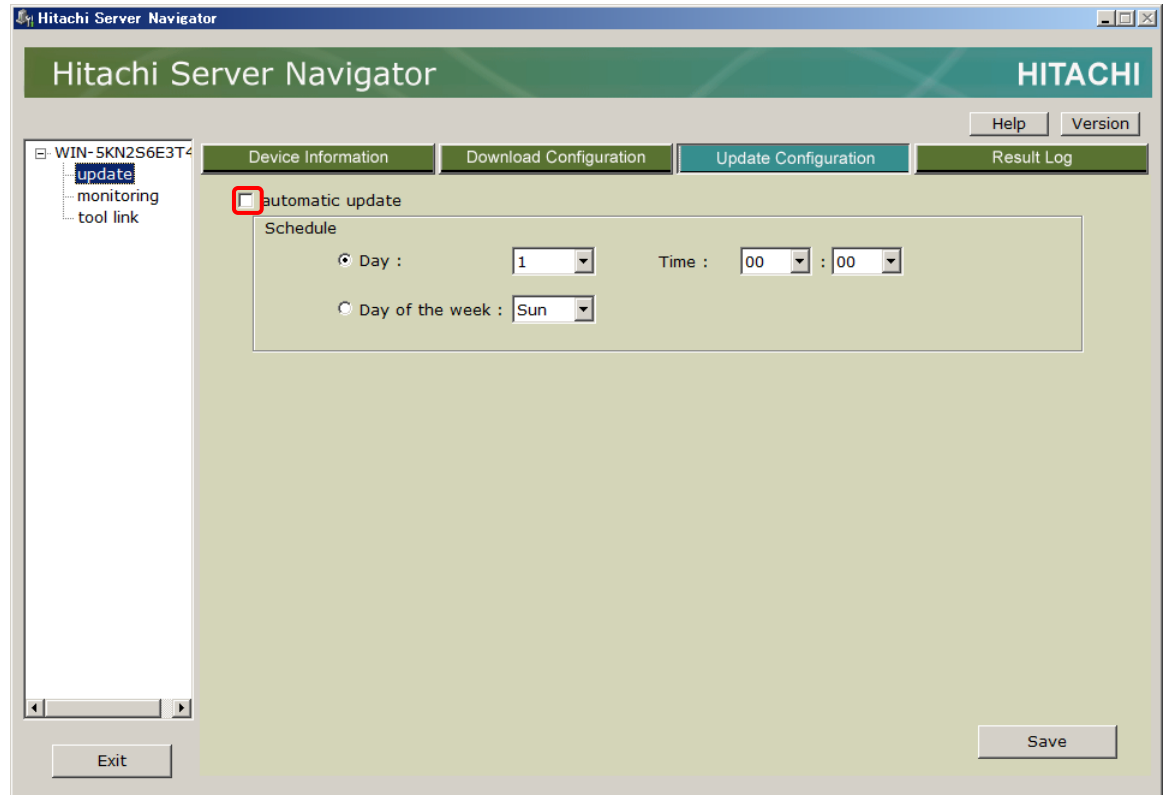 Hitachi Server Navigator
Hitachi Server Navigator
HITACHI
Help
Version
WIN-5KN2S6E3T4
update
monitoring
tool link
Device Information
Download Configuration
Update Configuration
Result Log
automatic update
Schedule
Day :
1
Time :
00
:
00
Day of the week :
Sun
Save
Exit